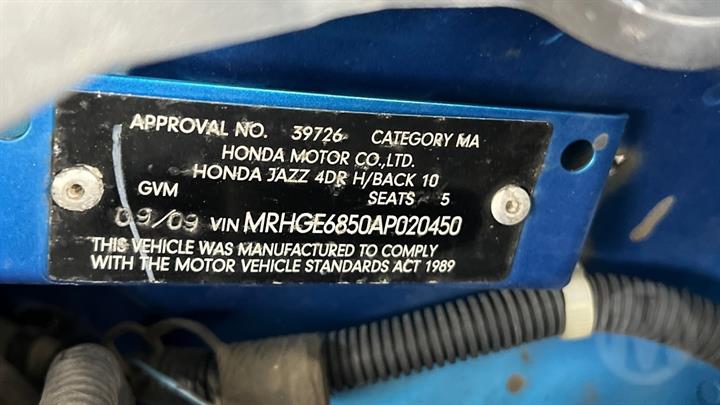 APPROVAL NO. 39726 CATEGORY MA
HONDA MOTOR CO.,LTD.
HONDA JAZZ 4DR H/BACK 10
GVM SEATS 5
09/09 VIN MRHGE6850AP020450
THIS VEHICLE WAS MANUFACTURED TO COMPLY
WITH THE MOTOR VEHICLE STANDARDS ACT 1989